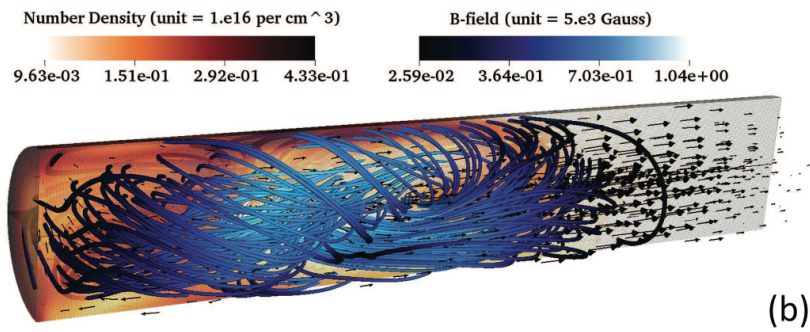 Number Density (unit = 1.e16 per cm^3)
9.63e-03 1.51e-01 2.92e-01 4.33e-01
B-field (unit = 5.e3 Gauss)
2.59e-02 3.64e-01 7.03e-01 1.04e+00
(b)